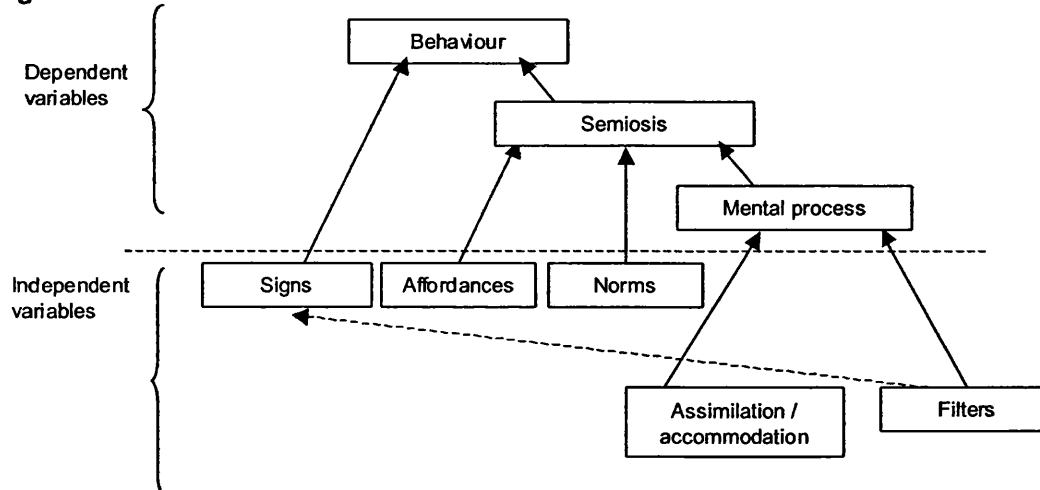 Behaviour
Dependent
variables
Semiosis
Mental process
Independent
variables
Signs
Affordances
Norms
Assimilation /
accommodation
Filters